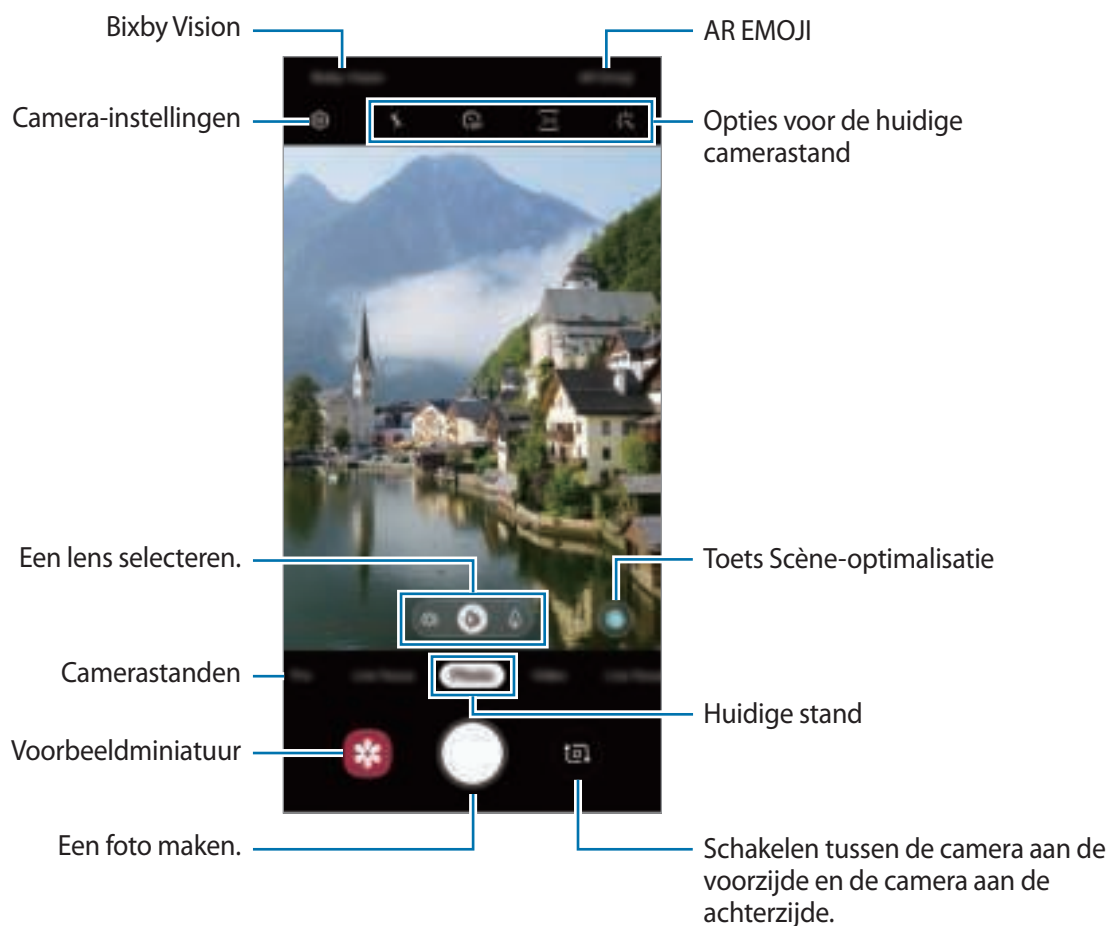 Bixby Vision
AR EMOJI
Camera-instellingen
Opties voor de huidige
camerastand
Een lens selecteren.
Toets Scène-optimalisatie
Camerastanden
Huidige stand
Voorbeeldminiatuur
Een foto maken.
Schakelen tussen de camera aan de
voorzijde en de camera aan de
achterzijde.